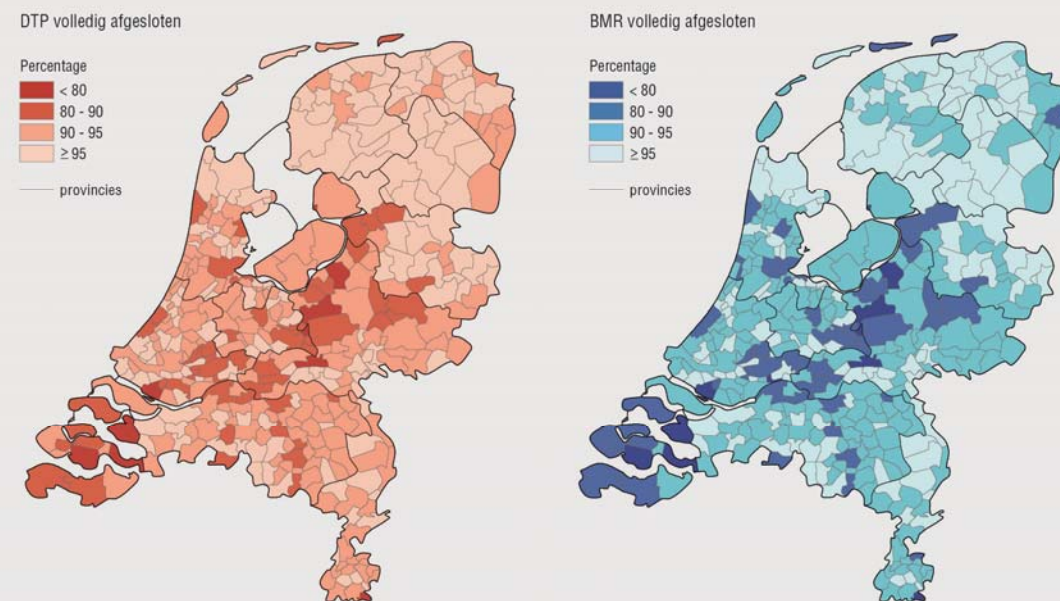 DTP volledig afgesloten
Percentage
< 80
80 - 90
90 - 95
≥ 95
provincies
BMR volledig afgesloten
Percentage
< 80
80 - 90
90 - 95
≥ 95
provincies